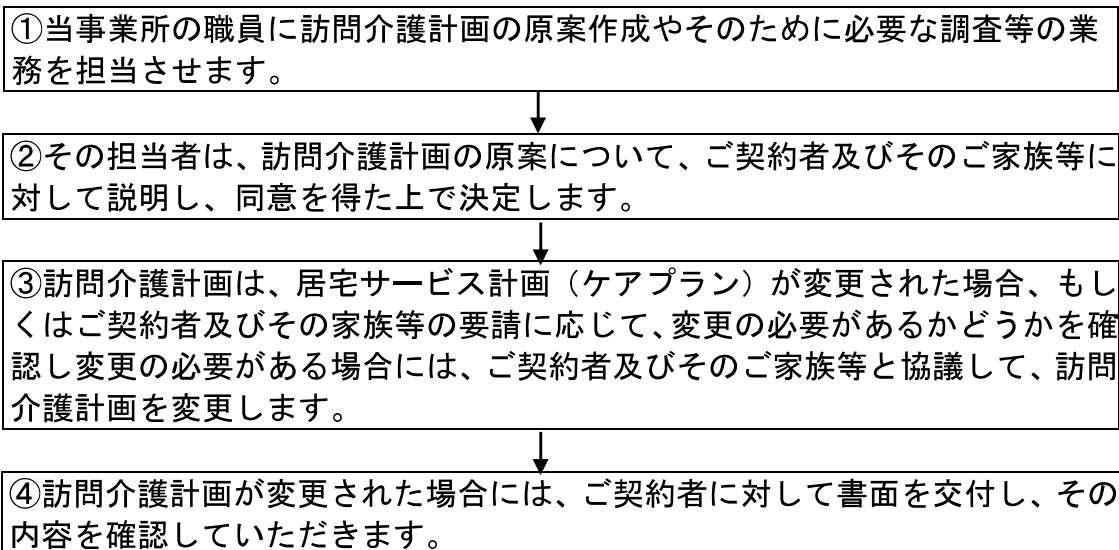 ①当事業所の職員に訪問介護計画の原案作成やそのために必要な調査等の業
務を担当させます。
②その担当者は、訪問介護計画の原案について、ご契約者及びそのご家族等に
対して説明し、同意を得た上で決定します。
③訪問介護計画は、居宅サービス計画（ケアプラン）が変更された場合、もし
くはご契約者及びその家族等の要請に応じて、変更の必要があるかどうかを確
認し変更の必要がある場合には、ご契約者及びそのご家族等と協議して、訪問
介護計画を変更します。
④訪問介護計画が変更された場合には、ご契約者に対して書面を交付し、その
内容を確認していただきます。